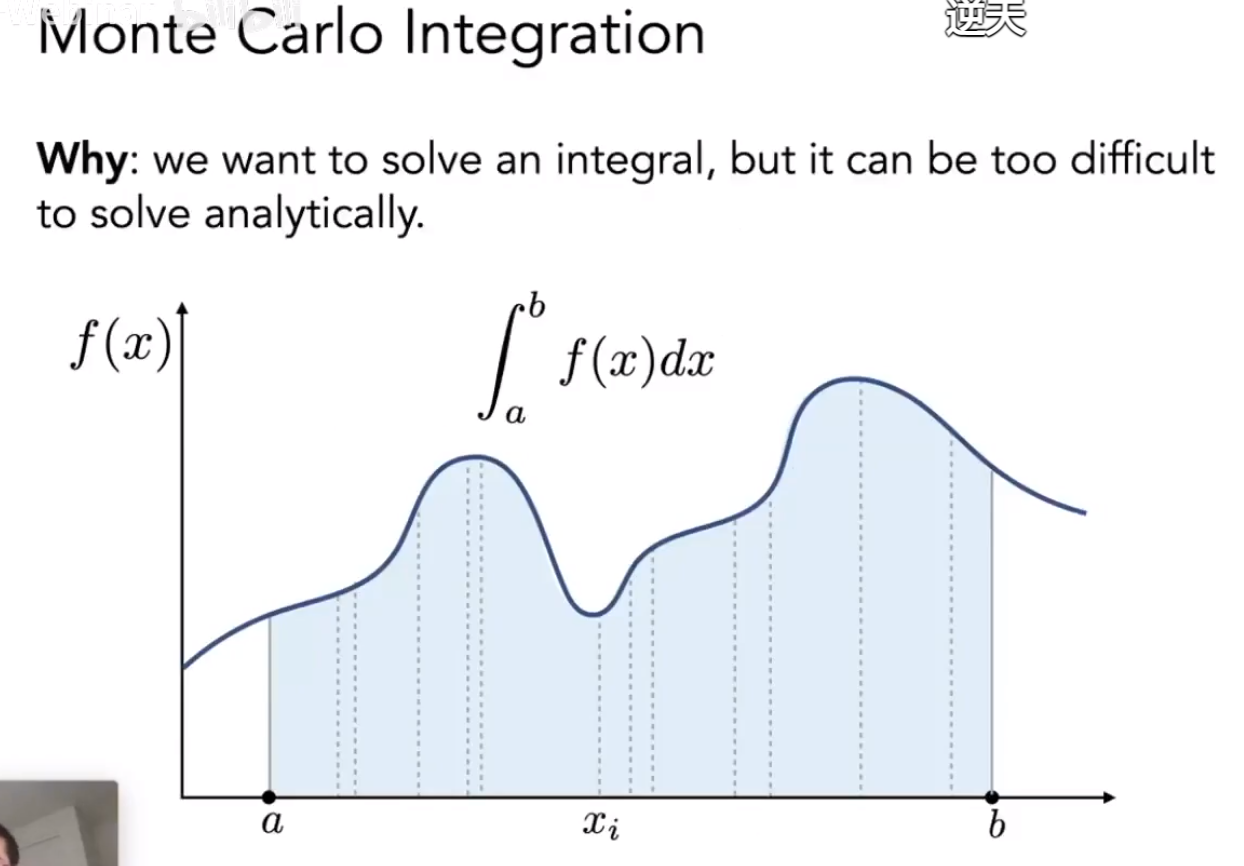 Monte Carlo Integration
逆天
Why: we want to solve an integral, but it can be too difficult
to solve analytically.
f(x)
∫_a^b f(x)dx
a
x_i
b